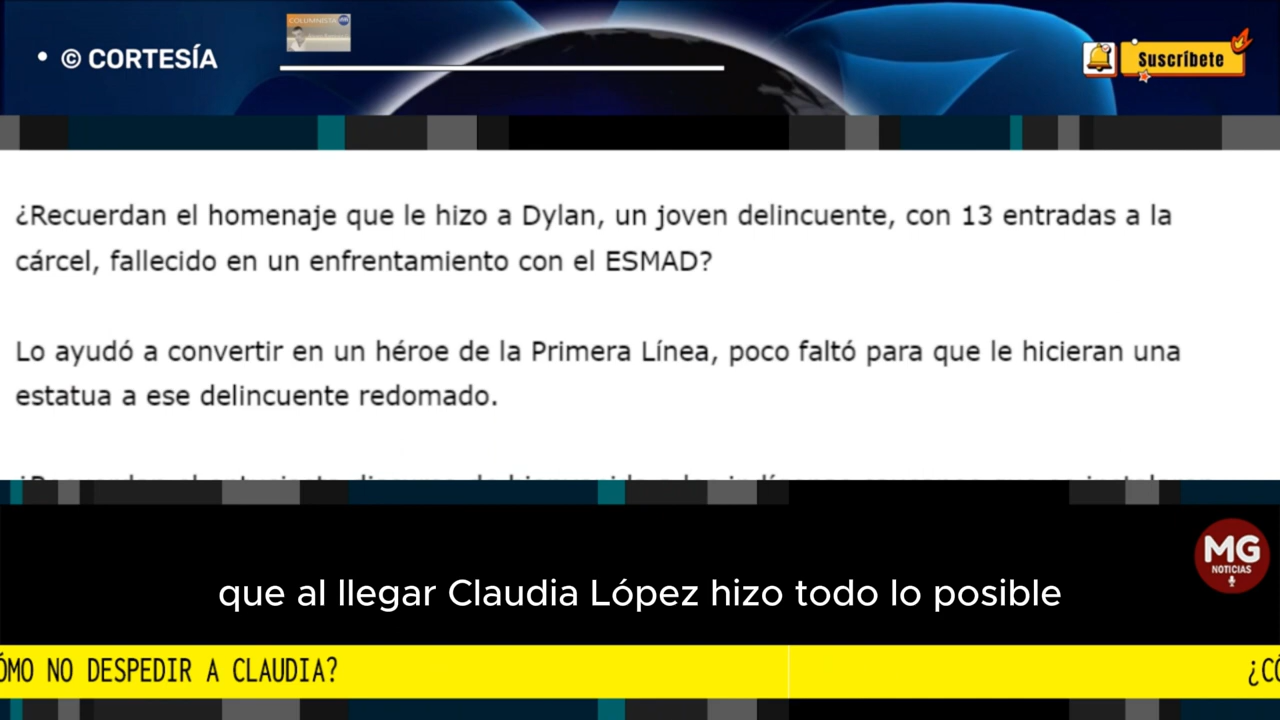 • © CORTESÍA
COLUMNISTA
Suscríbete
¿Recuerdan el homenaje que le hizo a Dylan, un joven delincuente, con 13 entradas a la
cárcel, fallecido en un enfrentamiento con el ESMAD?
Lo ayudó a convertir en un héroe de la Primera Línea, poco faltó para que le hicieran una
estatua a ese delincuente redomado.
MG
NOTICIAS
que al llegar Claudia López hizo todo lo posible
ÓMO NO DESPEDIR A CLAUDIA?
¿CÓ